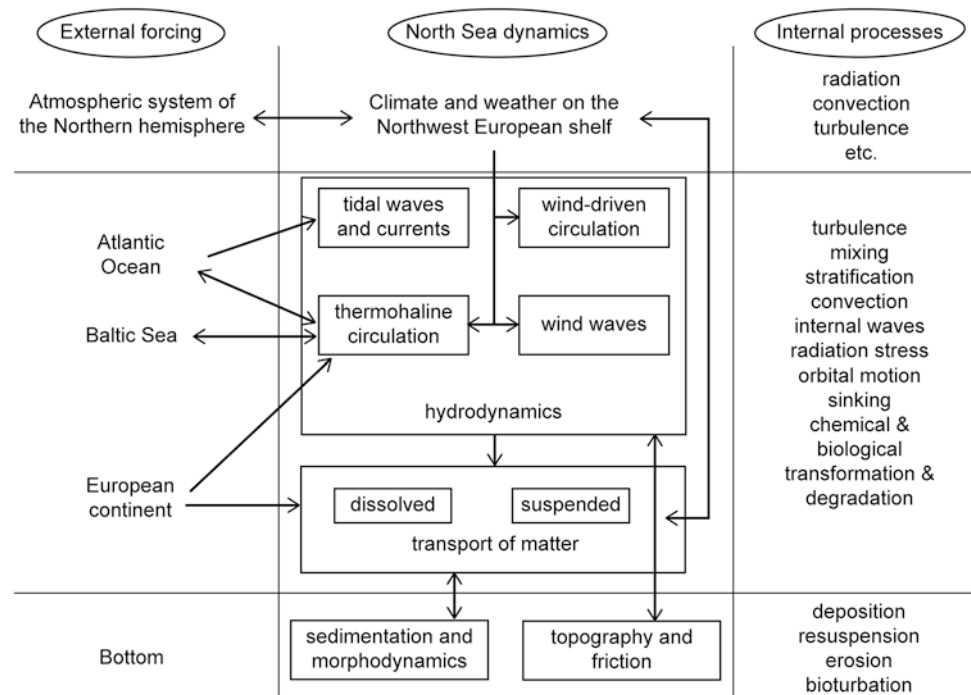 External forcing
North Sea dynamics
Internal processes
Atmospheric system of
the Northern hemisphere
Climate and weather on the
Northwest European shelf
radiation
convection
turbulence
etc.
Atlantic
Ocean
Baltic Sea
European
continent
tidal waves
and currents
wind-driven
circulation
thermohaline
circulation
wind waves
hydrodynamics
dissolved
suspended
transport of matter
turbulence
mixing
stratification
convection
internal waves
radiation stress
orbital motion
sinking
chemical &
biological
transformation &
degradation
Bottom
sedimentation and
morphodynamics
topography and
friction
deposition
resuspension
erosion
bioturbation